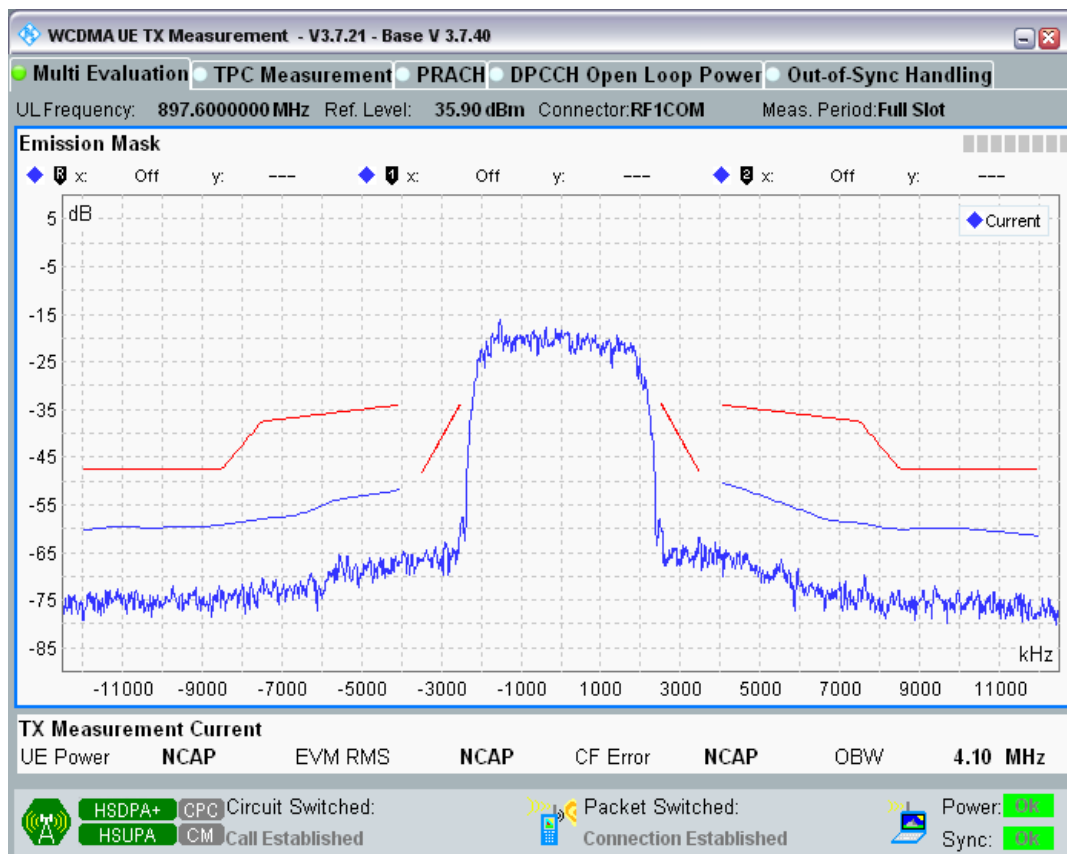 WCDMA UE TX Measurement - V3.7.21 - Base V 3.7.40
Multi Evaluation TPC Measurement PRACH DPCCH Open Loop Power Out-of-Sync Handling
UL Frequency: 897.6000000 MHz Ref. Level: 35.90 dBm Connector:RF1COM Meas. Period:Full Slot
Emission Mask
R x: Off y: --- 1 x: Off y: --- 2 x: Off y: ---
dB
Current
5
-5
-15
-25
-35
-45
-55
-65
-75
-85
kHz
-11000 -9000 -7000 -5000 -3000 -1000 1000 3000 5000 7000 9000 11000
TX Measurement Current
UE Power NCAP EVM RMS NCAP CF Error NCAP OBW 4.10 MHz
HSDPA+ CPC Circuit Switched: Packet Switched: Power: Ok
HSUPA CM Call Established Connection Established Sync: Ok